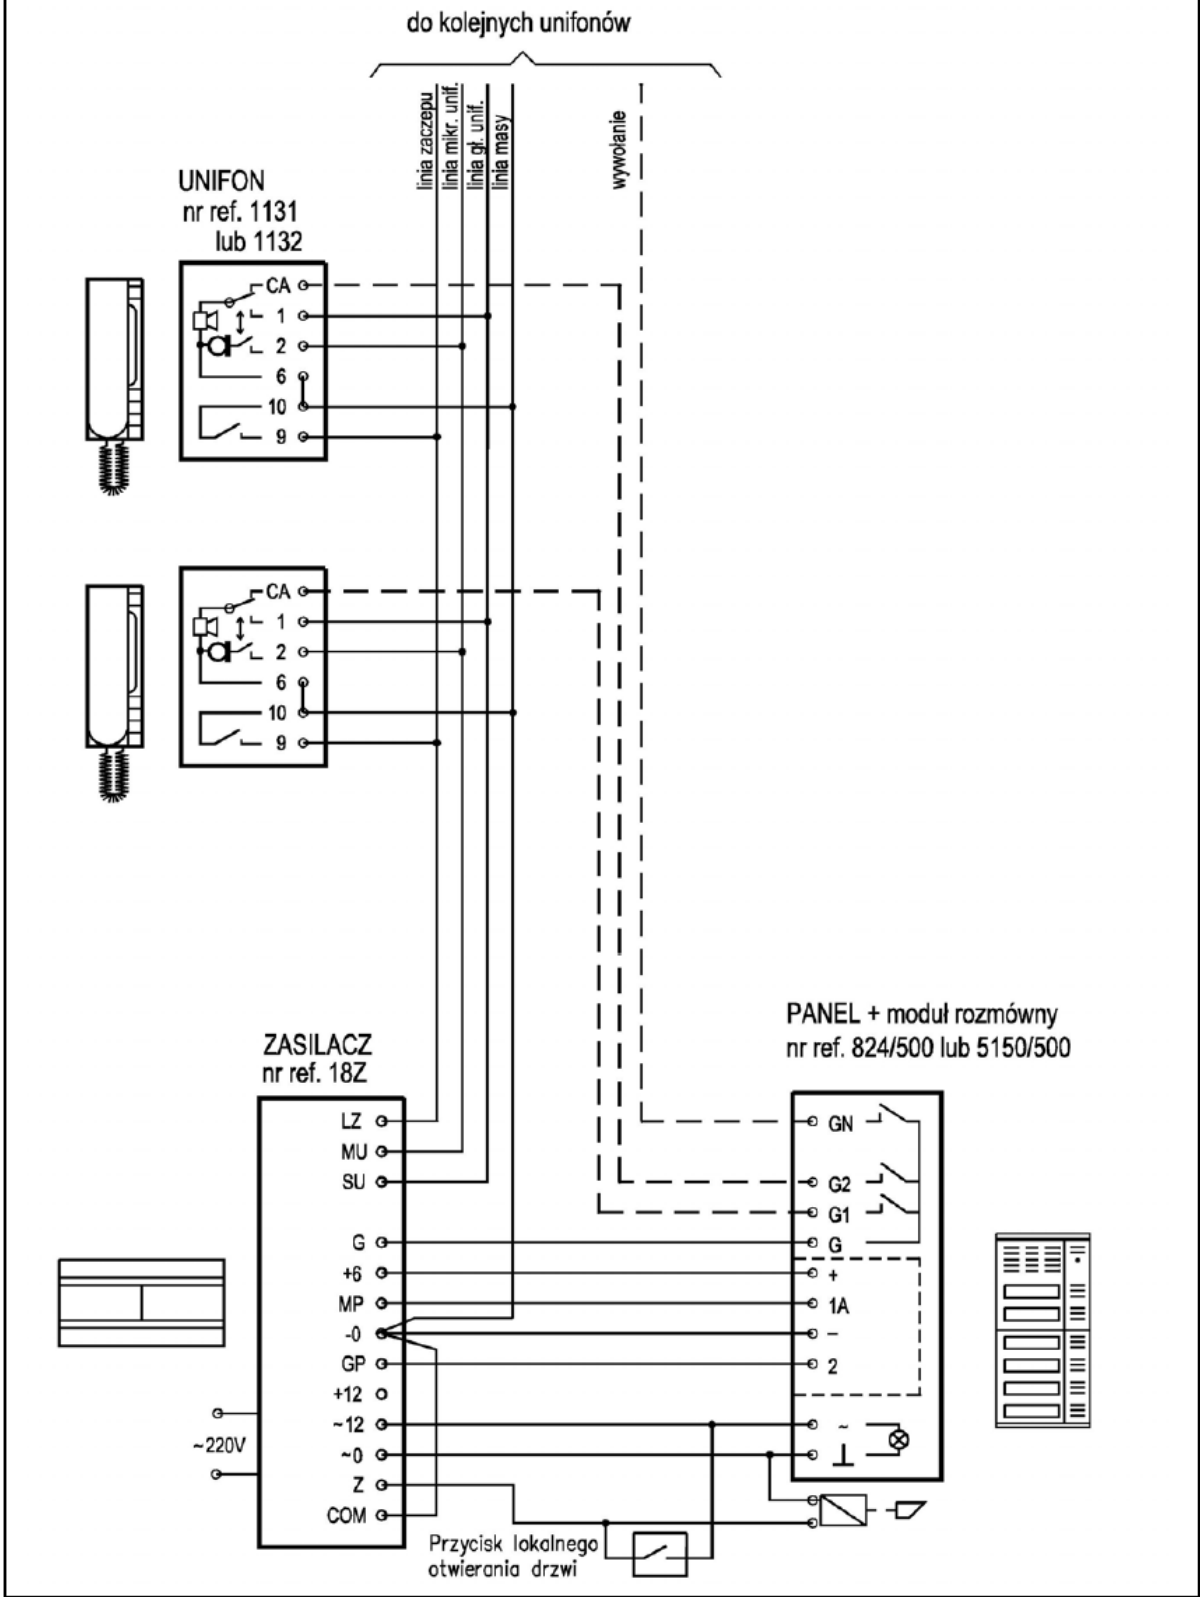 do kolejnych unifonów
linia zaczepu
linia mikr. unif.
linia gł. unif.
linia masy
wywołanie
UNIFON
nr ref. 1131
lub 1132
CA
1
2
6
10
9
CA
1
2
6
10
9
ZASILACZ
nr ref. 18Z
LZ
MU
SU
G
+6
MP
-0
GP
+12
~12
~0
Z
COM
~220V
PANEL + moduł rozmówny
nr ref. 824/500 lub 5150/500
GN
G2
G1
G
+
1A
–
2
~
Przycisk lokalnego
otwierania drzwi